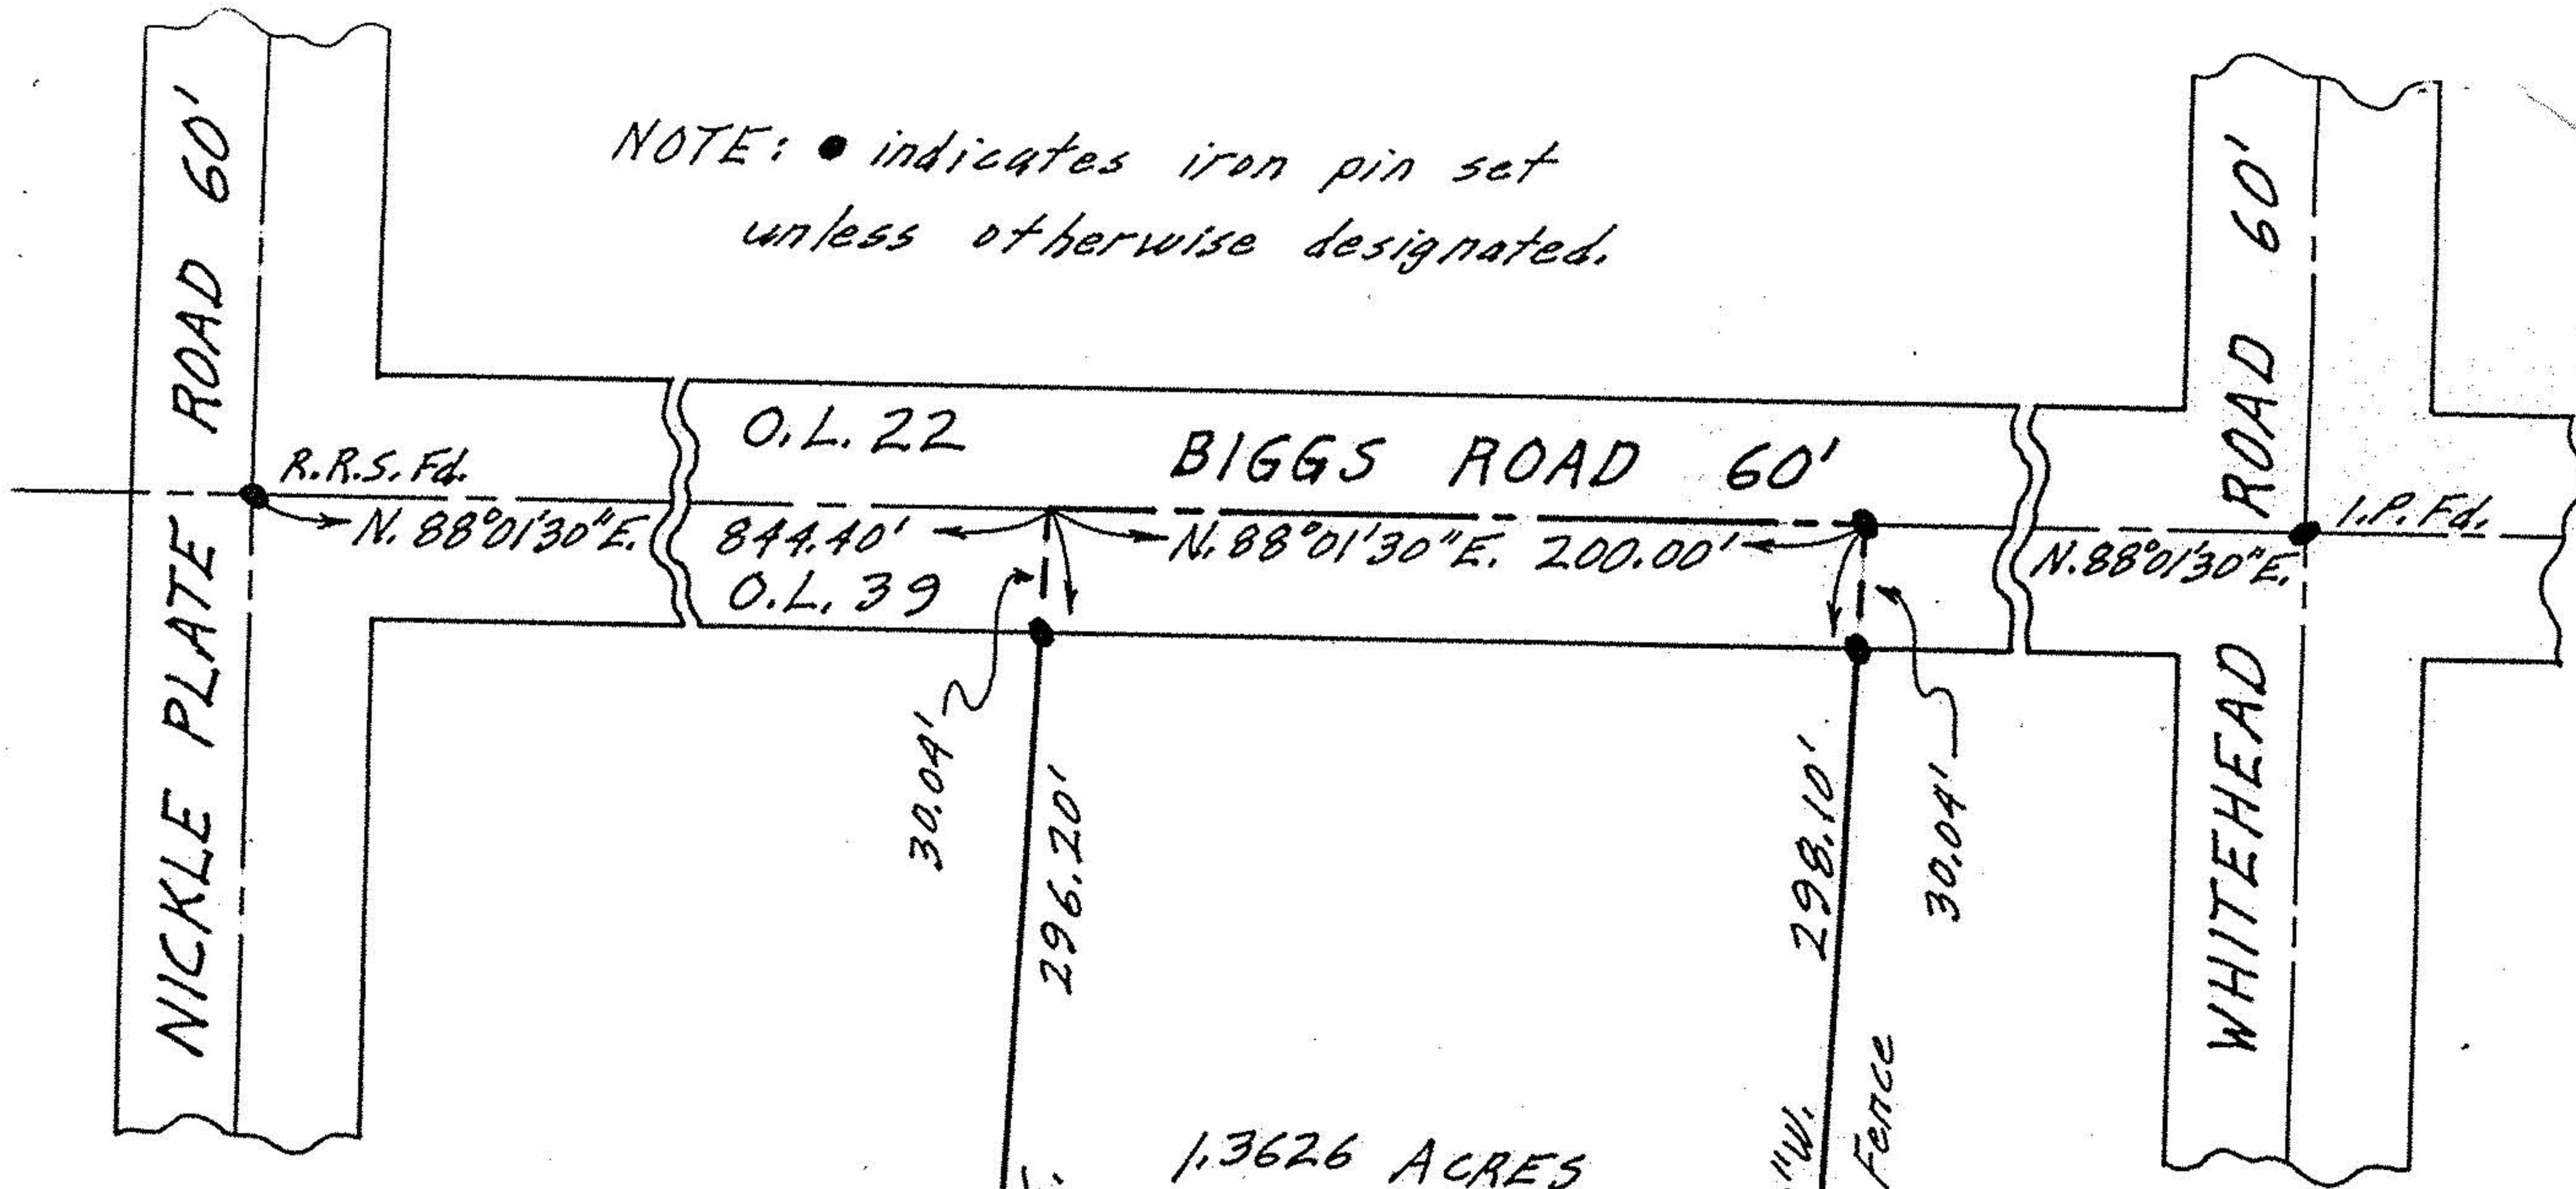 NOTE: ● indicates iron pin set
unless otherwise designated.
NICKLE PLATE ROAD 60'
WHITEHEAD ROAD 60'
O.L. 22
BIGGS ROAD 60'
R.R.S. Fd.
I.P. Fd.
N. 88°01'30"E.
844.40'
N. 88°01'30"E. 200.00'
N. 88°01'30"E.
O.L. 39
30.04'
296.20'
298.10'
30.04'
"W.
Fence
1.3626 ACRES